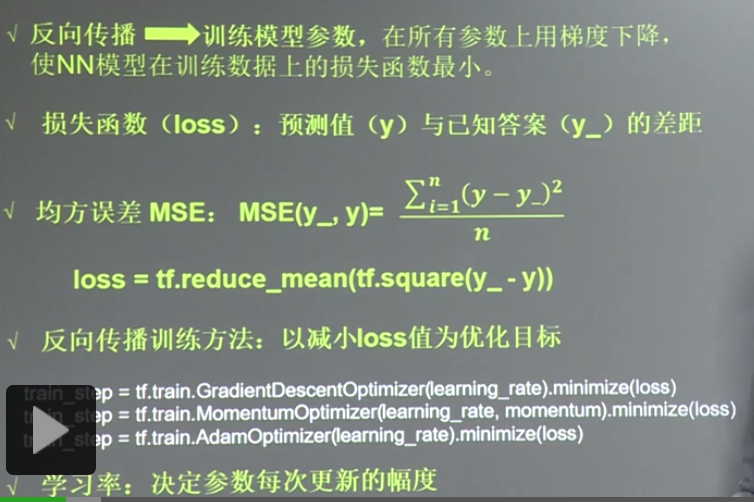 √ 反向传播 训练模型参数，在所有参数上用梯度下降，
使NN模型在训练数据上的损失函数最小。
√ 损失函数（loss）：预测值（y）与已知答案（y_）的差距
√ 均方误差 MSE： MSE(y_, y)= \frac{\sum_{i=1}^{n}(y - y_)^2}{n}
loss = tf.reduce_mean(tf.square(y_ - y))
√ 反向传播训练方法：以减小loss值为优化目标
train_step = tf.train.GradientDescentOptimizer(learning_rate).minimize(loss)
train_step = tf.train.MomentumOptimizer(learning_rate, momentum).minimize(loss)
train_step = tf.train.AdamOptimizer(learning_rate).minimize(loss)
√ 学习率：决定参数每次更新的幅度